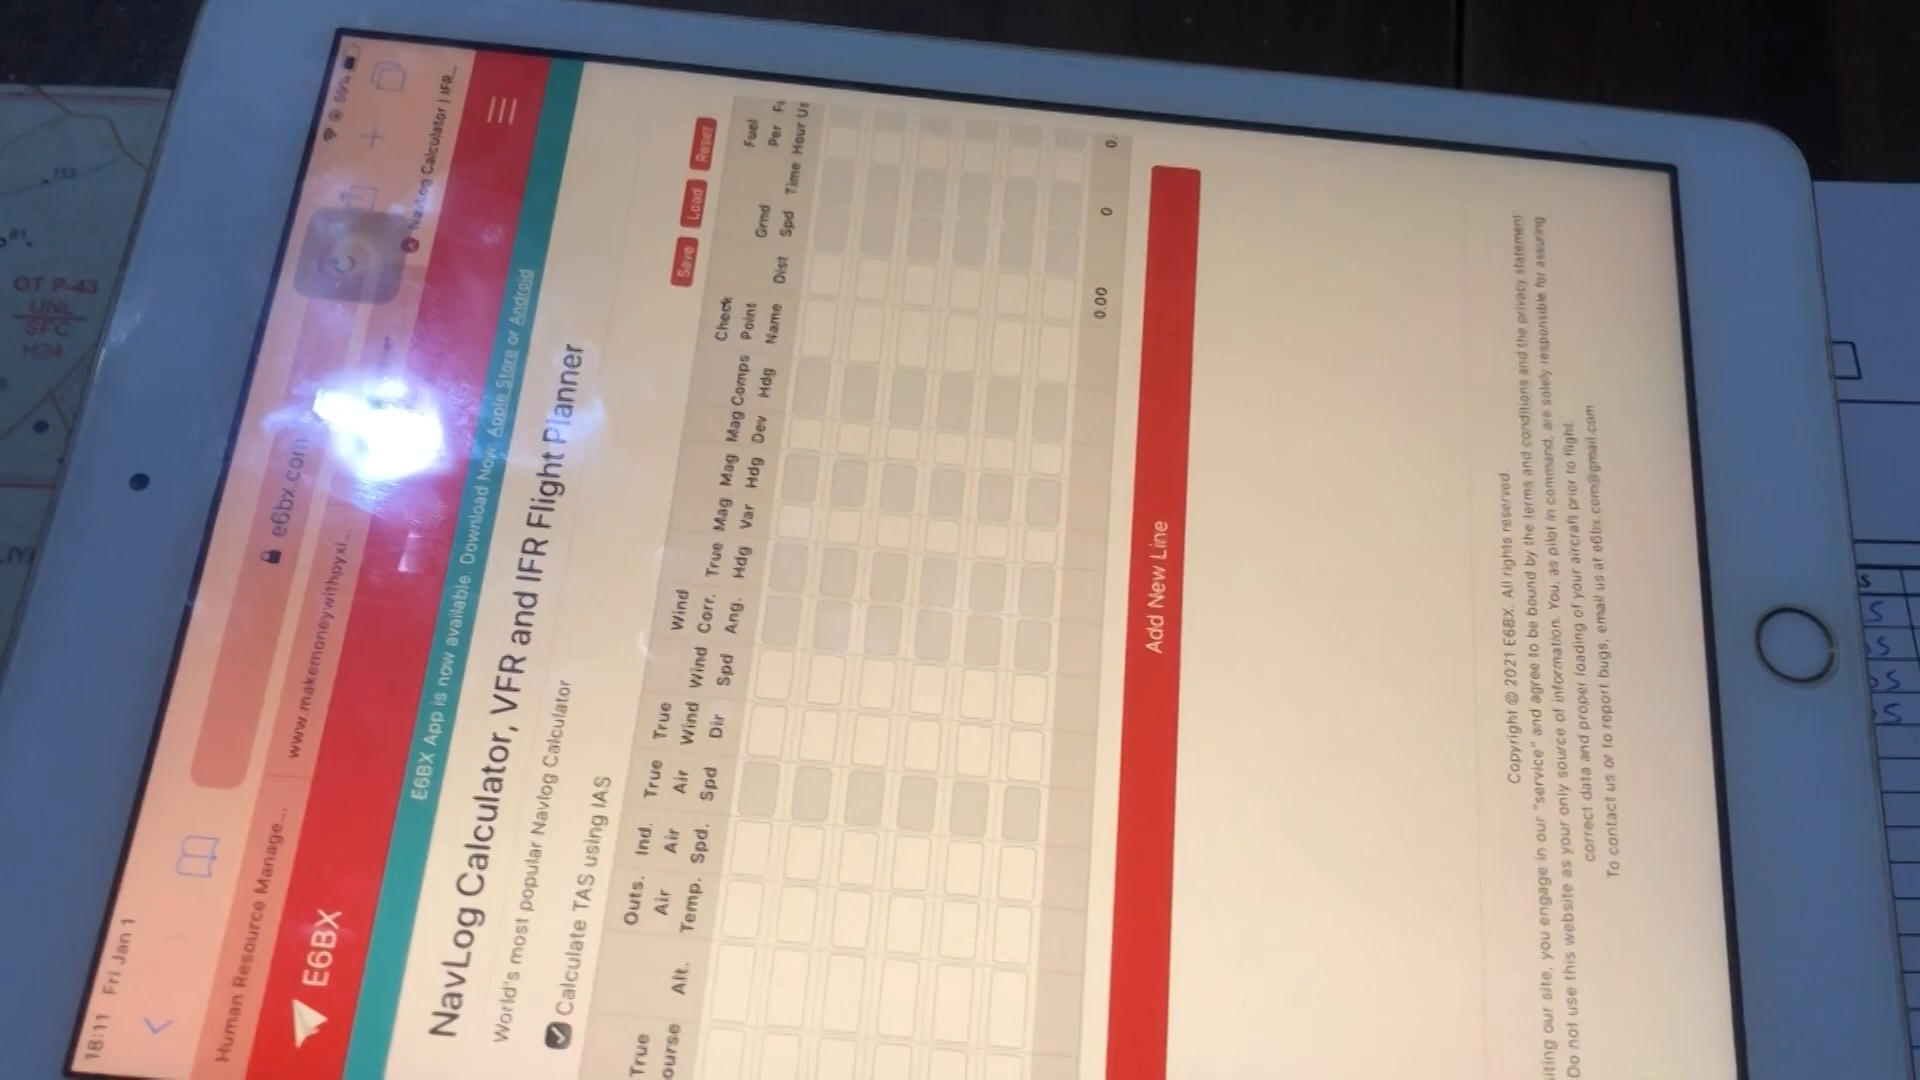 18:11 Fri Jan 1
59%
e6bx.com
Human Resource Manage...
www.makemoneywithpyxi...
NavLog Calculator | IFR...
E6BX
E6BX App is now available. Download Now: Apple Store or Android
NavLog Calculator, VFR and IFR Flight Planner
World's most popular Navlog Calculator
Calculate TAS using IAS
Save Load Reset
True ourse
Alt.
Outs. Air Temp.
Ind. Air Spd.
True Air Spd
True Wind Dir
Wind Spd
Wind Corr. Ang.
True Hdg
Mag Var
Mag Hdg
Mag Dev
Comps Hdg
Check Point Name
Dist
Grnd Spd
Time
Fuel Per Hour
0.00 0 0.
Add New Line
Copyright © 2021 E6BX. All rights reserved.
iting our site, you engage in our "service" and agree to be bound by the terms and conditions and the privacy statement
Do not use this website as your only source of information. You, as pilot in command, are solely responsible for assuring
correct data and proper loading of your aircraft prior to flight.
To contact us or to report bugs, email us at e6bx.com@gmail.com
OT P-43
UNL
SFC
H24